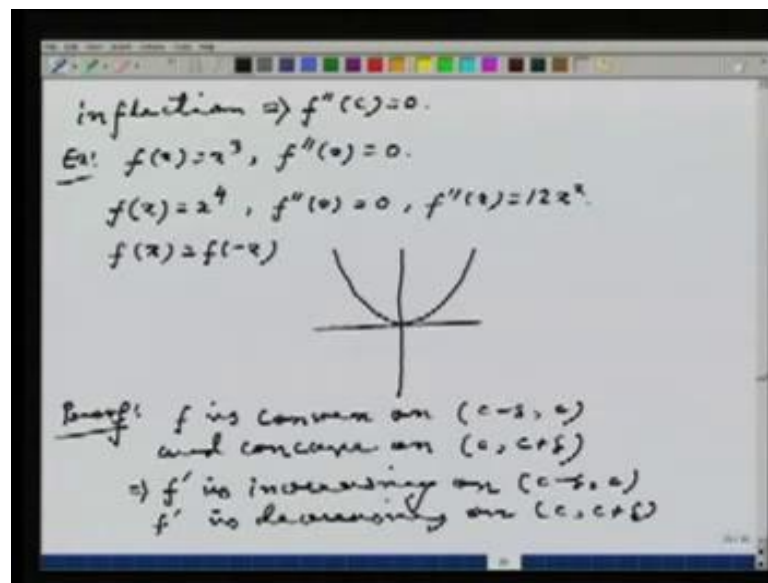 inflection ⇒ f''(c)=0.
Ex: f(x)=x³, f''(0)=0.
f(x)=x⁴, f''(0)=0, f''(x)=12x².
f(x)=f(-x)
Proof: f is convex on (c-δ, c)
and concave on (c, c+δ)
⇒ f' is increasing on (c-δ, c)
f' is decreasing on (c, c+δ)